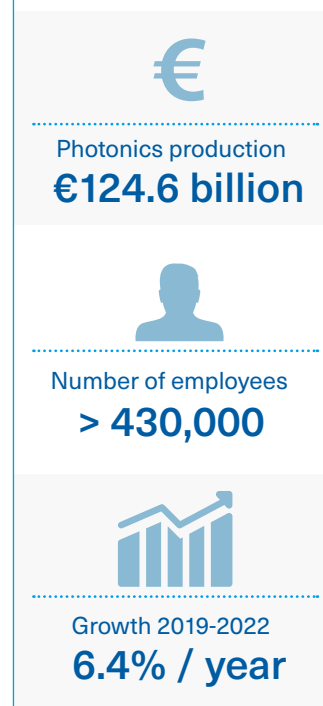 €
Photonics production
€124.6 billion
Number of employees
> 430,000
Growth 2019-2022
6.4% / year